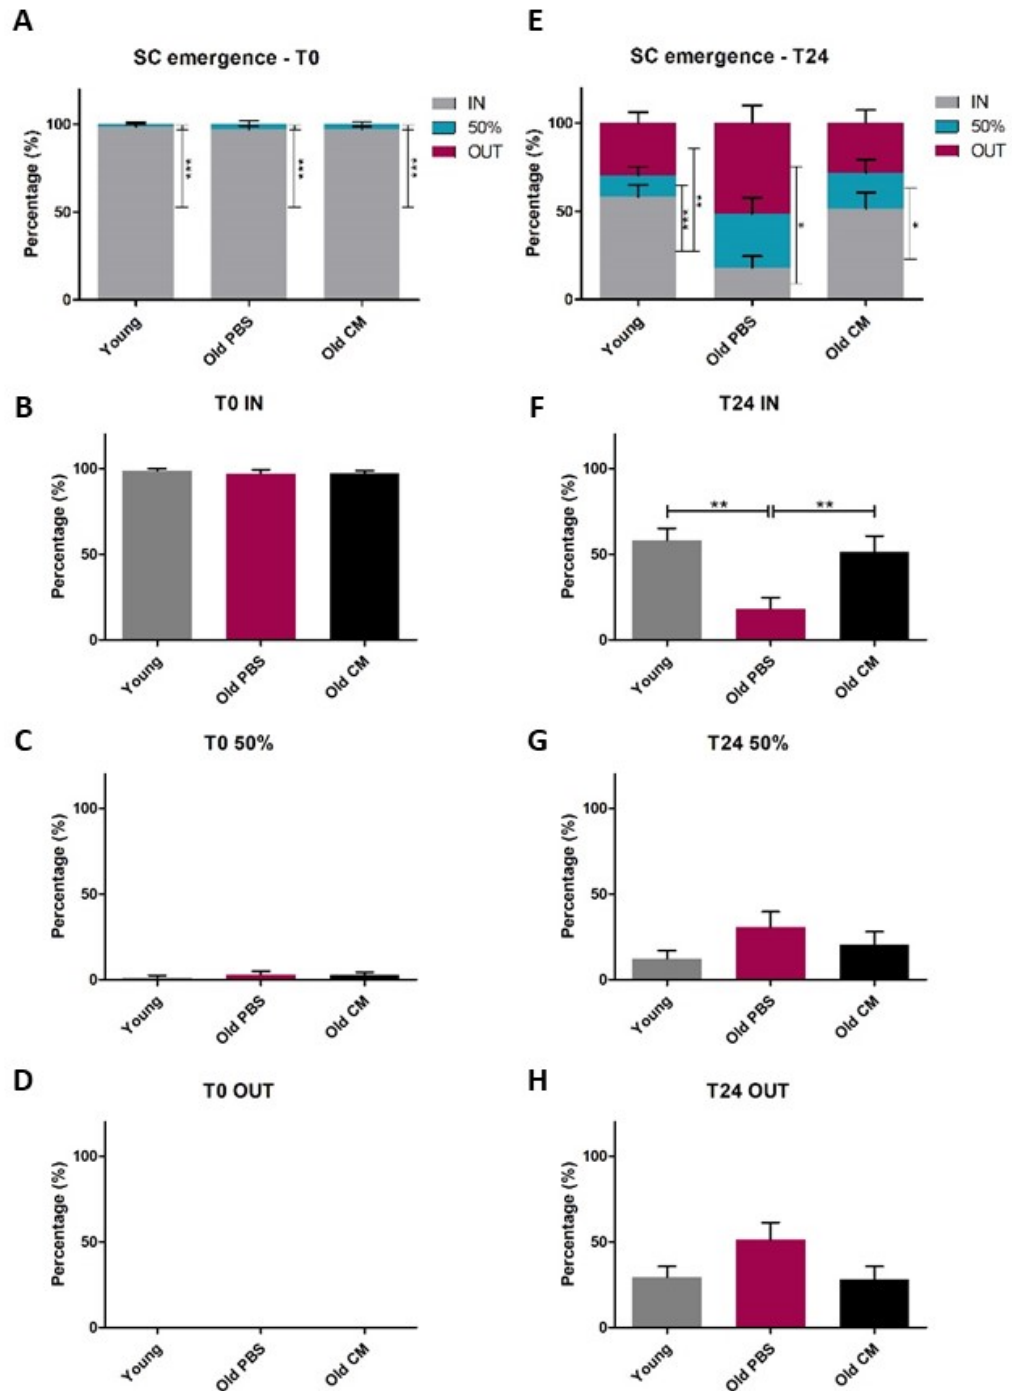 A
SC emergence - T0
IN
50%
OUT
Percentage (%)
100
50
0
***
***
***
Young
Old PBS
Old CM
E
SC emergence - T24
IN
50%
OUT
Percentage (%)
100
50
0
***
**
*
*
Young
Old PBS
Old CM
B
T0 IN
Percentage (%)
100
50
0
Young
Old PBS
Old CM
F
T24 IN
Percentage (%)
100
50
0
**
**
Young
Old PBS
Old CM
C
T0 50%
Percentage (%)
100
50
0
Young
Old PBS
Old CM
G
T24 50%
Percentage (%)
100
50
0
Young
Old PBS
Old CM
D
T0 OUT
Percentage (%)
100
50
0
Young
Old PBS
Old CM
H
T24 OUT
Percentage (%)
100
50
0
Young
Old PBS
Old CM